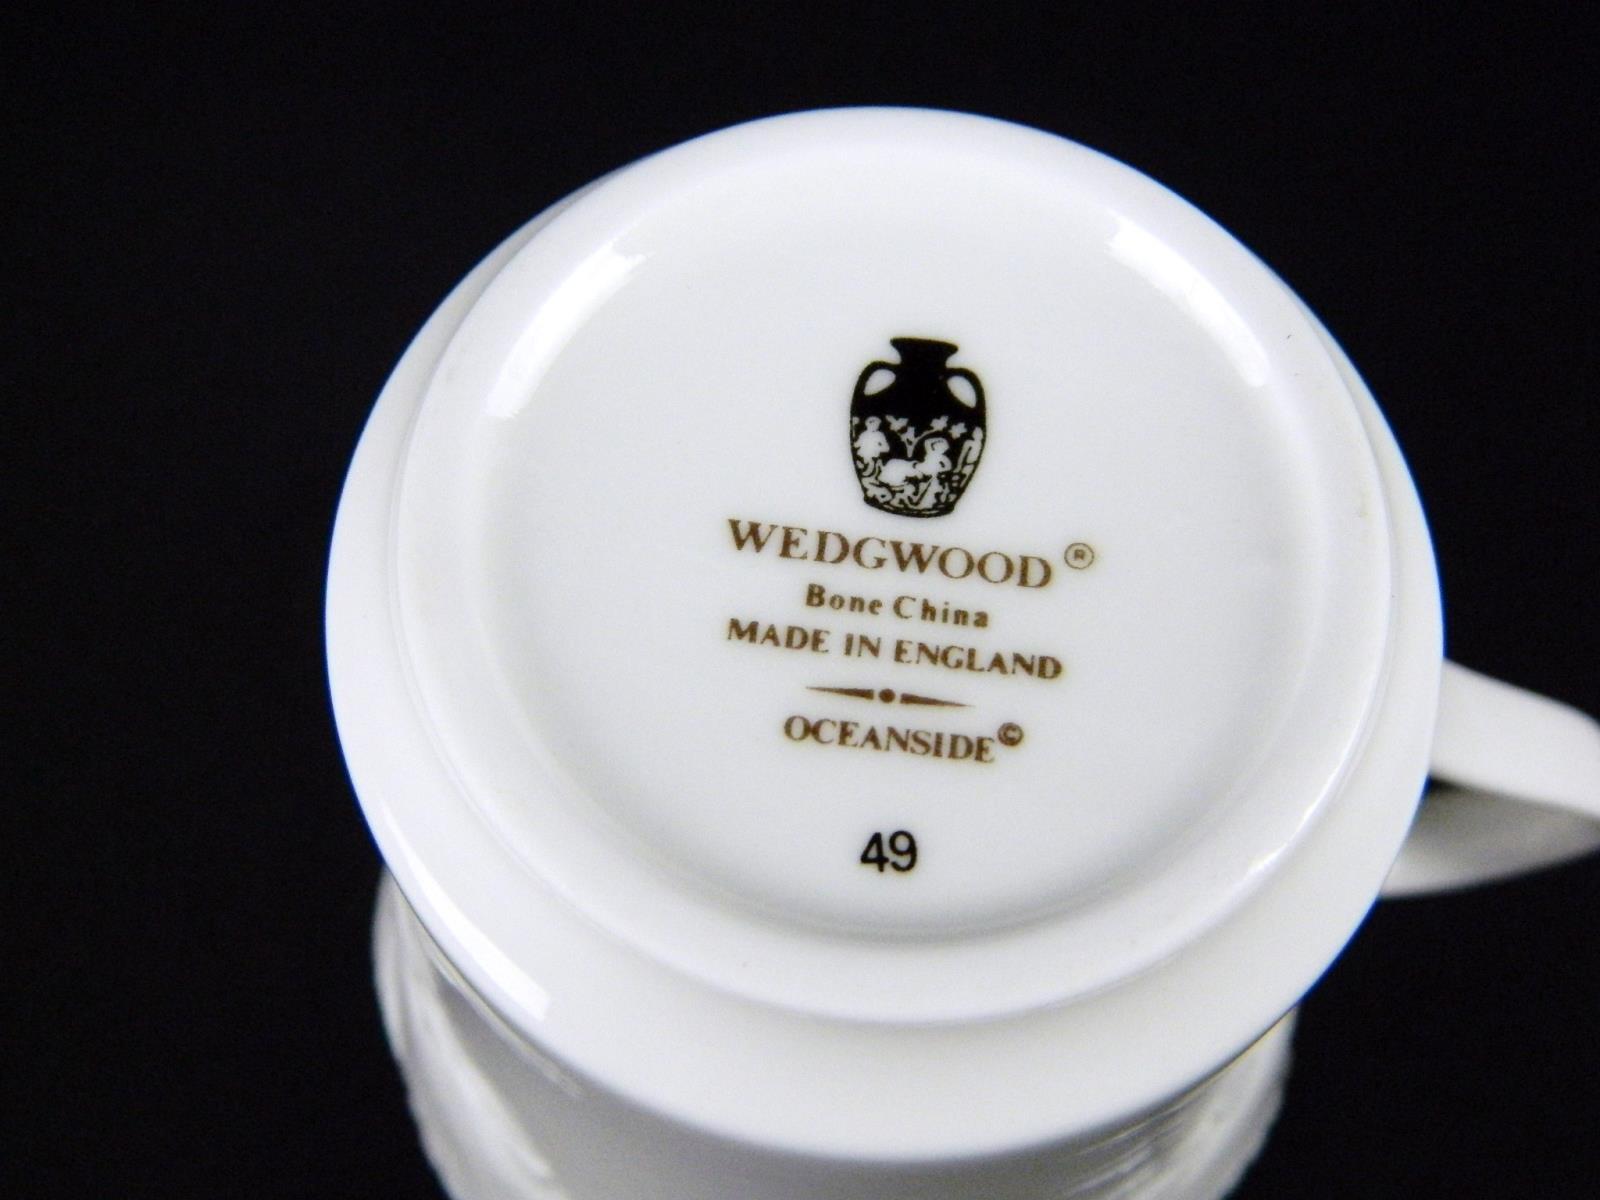 WEDGWOOD®
Bone China
MADE IN ENGLAND
OCEANSIDE©
49